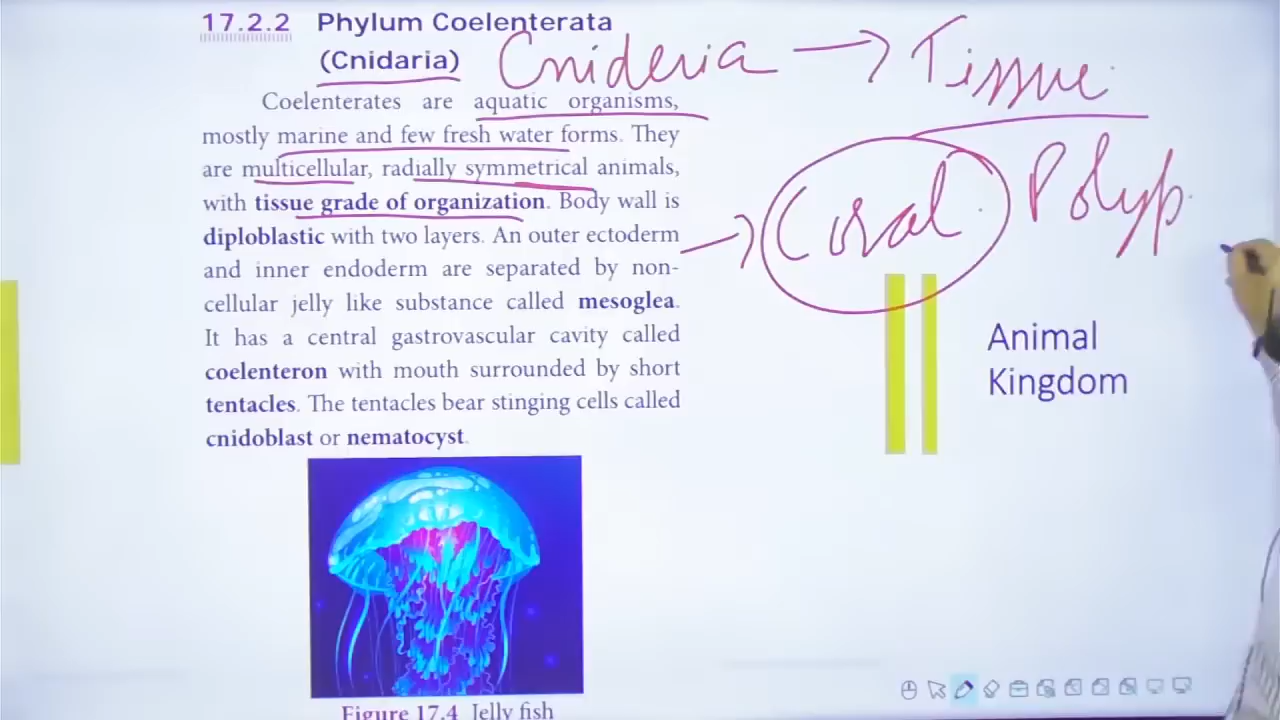 17.2.2 Phylum Coelenterata
(Cnidaria)
Cnideria → Tissue
Coelenterates are aquatic organisms,
mostly marine and few fresh water forms. They
are multicellular, radially symmetrical animals,
with tissue grade of organization. Body wall is
diploblastic with two layers. An outer ectoderm
and inner endoderm are separated by non-
cellular jelly like substance called mesoglea.
It has a central gastrovascular cavity called
coelenteron with mouth surrounded by short
tentacles. The tentacles bear stinging cells called
cnidoblast or nematocyst.
Figure 17.4 Jelly fish
→ Coral Polyp
Animal
Kingdom